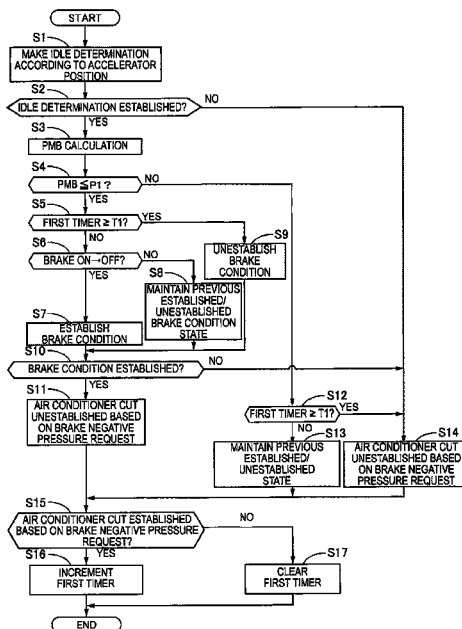 START
S1
MAKE IDLE DETERMINATION
ACCORDING TO ACCELERATOR
POSITION
S2
IDLE DETERMINATION ESTABLISHED?
NO
YES
S3
PMB CALCULATION
S4
PMB ≦ P1 ?
NO
YES
S5
FIRST TIMER ≥ T1?
YES
NO
S6
BRAKE ON→OFF?
NO
YES
S9
UNESTABLISH
BRAKE
CONDITION
S8
MAINTAIN PREVIOUS
ESTABLISHED/
UNESTABLISHED
BRAKE CONDITION
STATE
S7
ESTABLISH
BRAKE CONDITION
S10
BRAKE CONDITION ESTABLISHED?
NO
YES
S11
AIR CONDITIONER CUT
UNESTABLISHED BASED
ON BRAKE NEGATIVE
PRESSURE REQUEST
S12
FIRST TIMER ≥ T1?
YES
NO
S13
MAINTAIN PREVIOUS
ESTABLISHED/
UNESTABLISHED
STATE
S14
AIR CONDITIONER CUT
UNESTABLISHED BASED
ON BRAKE NEGATIVE
PRESSURE REQUEST
S15
AIR CONDITIONER CUT ESTABLISHED
BASED ON BRAKE NEGATIVE PRESSURE
REQUEST?
NO
YES
S16
INCREMENT
FIRST TIMER
S17
CLEAR
FIRST TIMER
END